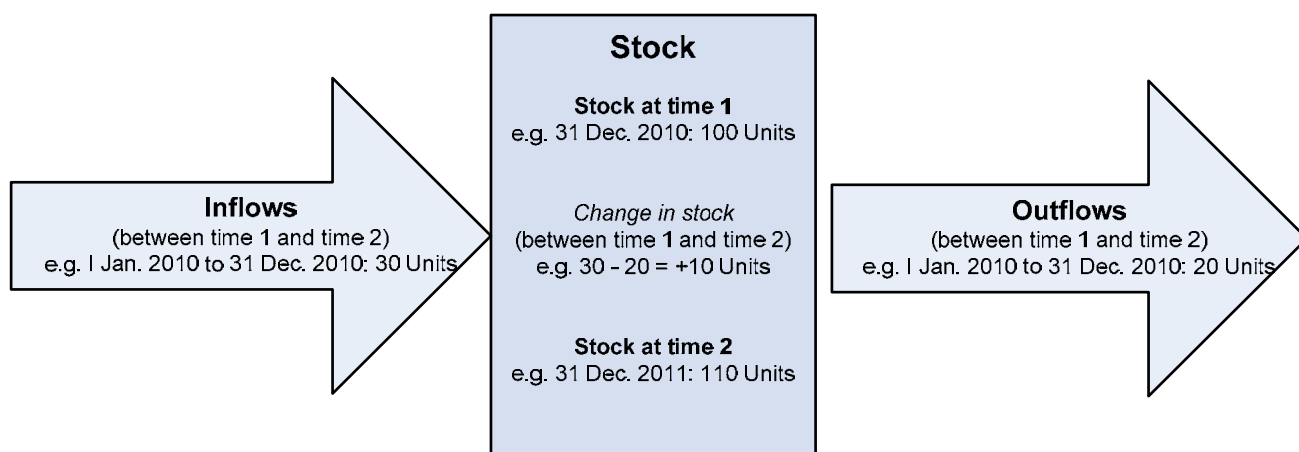 Inflows
(between time 1 and time 2)
e.g. I Jan. 2010 to 31 Dec. 2010: 30 Units
Stock
Stock at time 1
e.g. 31 Dec. 2010: 100 Units
Change in stock
(between time 1 and time 2)
e.g. 30 - 20 = +10 Units
Stock at time 2
e.g. 31 Dec. 2011: 110 Units
Outflows
(between time 1 and time 2)
e.g. I Jan. 2010 to 31 Dec. 2010: 20 Units